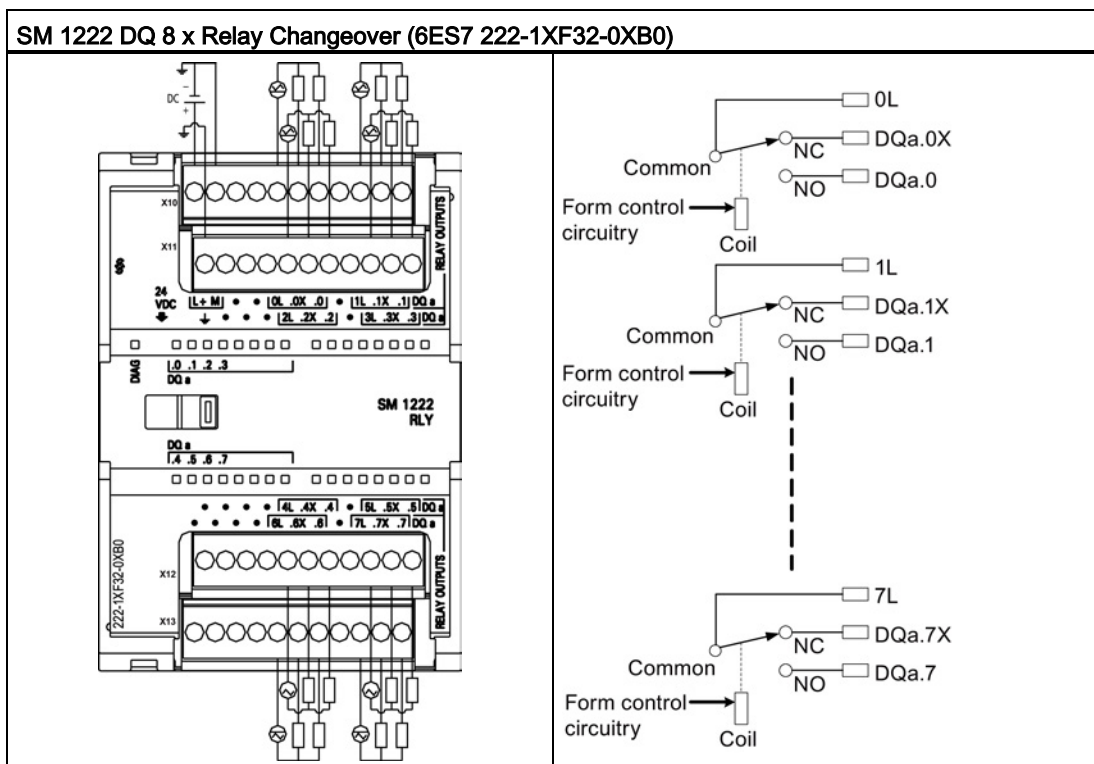 SM 1222 DQ 8 x Relay Changeover (6ES7 222-1XF32-0XB0)
DC
- 
+
X10
RELAY OUTPUTS
X11
24
VDC
L+ M 0L .0X .0 1L .1X .1 DQ a
2L .2X .2 3L .3X .3 DQ a
DIAG
.0 .1 .2 .3
DQ a
SM 1222
RLY
DQ a
.4 .5 .6 .7
4L .4X .4 5L .5X .5 DQ a
6L .6X .6 7L .7X .7 DQ a
222-1XF32-0XB0
X12
RELAY OUTPUTS
X13
0L
DQa.0X
NC
Common
DQa.0
NO
Form control
circuitry
Coil
1L
DQa.1X
NC
Common
DQa.1
NO
Form control
circuitry
Coil
7L
DQa.7X
NC
Common
DQa.7
NO
Form control
circuitry
Coil